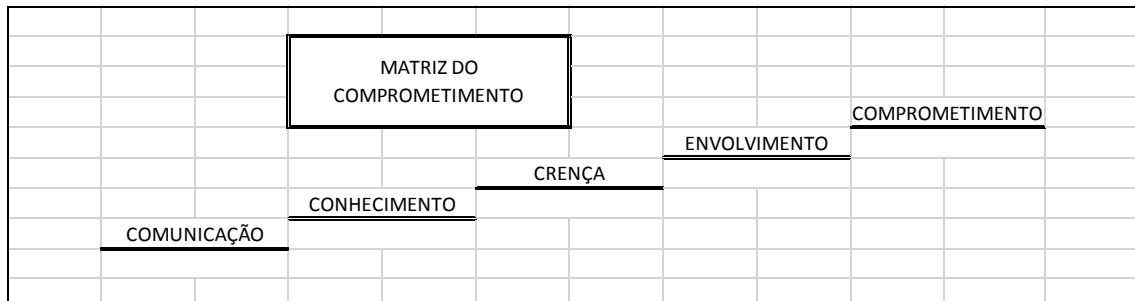 MATRIZ DO
COMPROMETIMENTO
COMPROMETIMENTO
ENVOLVIMENTO
CRENÇA
CONHECIMENTO
COMUNICAÇÃO